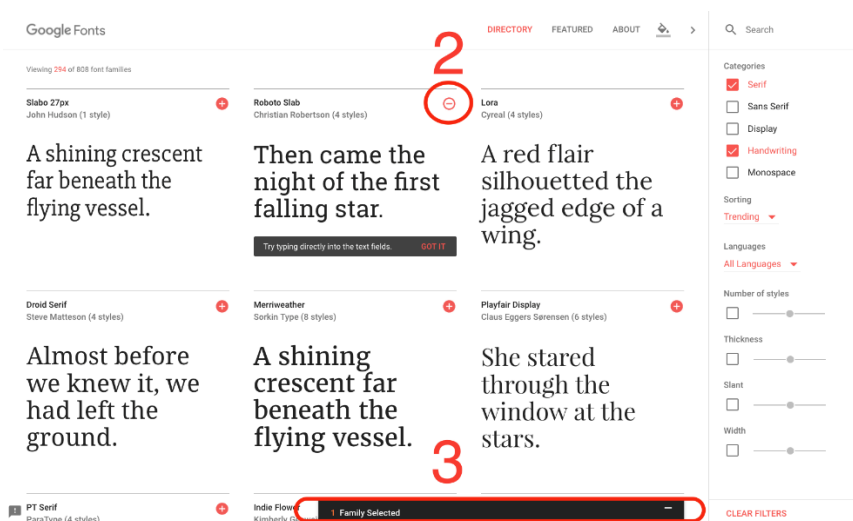 Google Fonts
DIRECTORY FEATURED ABOUT
Search
2
Viewing 294 of 808 font families
Slabo 27px
John Hudson (1 style)
A shining crescent
far beneath the
flying vessel.
Roboto Slab
Christian Robertson (4 styles)
Then came the
night of the first
falling star.
Try typing directly into the text fields. GOT IT
Lora
Cyreal (4 styles)
A red flair
silhouetted the
jagged edge of a
wing.
Droid Serif
Steve Matteson (4 styles)
Almost before
we knew it, we
had left the
ground.
Merriweather
Sorkin Type (8 styles)
A shining
crescent far
beneath the
flying vessel.
Playfair Display
Claus Eggers Sørensen (6 styles)
She stared
through the
window at the
stars.
3
PT Serif
ParaType (4 styles)
Indie Flower
Kimberly
1 Family Selected
Categories
Serif
Sans Serif
Display
Handwriting
Monospace
Sorting
Trending
Languages
All Languages
Number of styles
Thickness
Slant
Width
CLEAR FILTERS